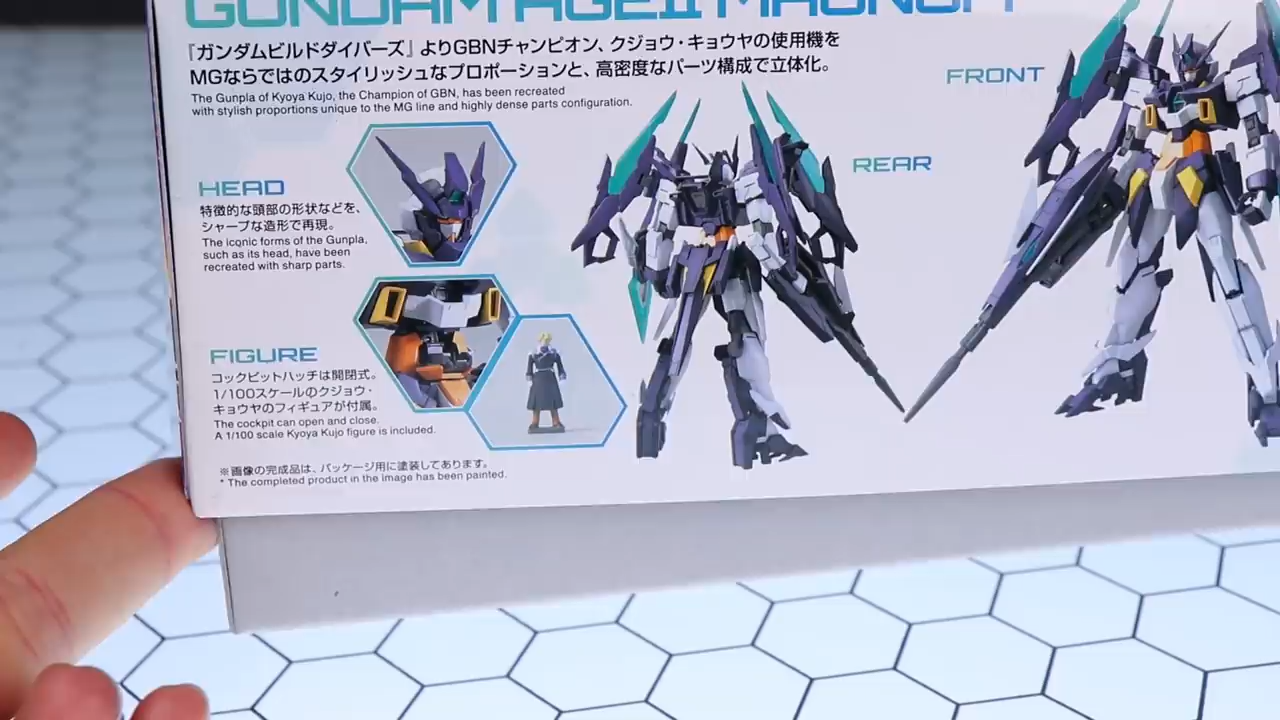 GUNDAM AGEII MAGNUM
『ガンダムビルドダイバーズ』よりGBNチャンピオン、クジョウ・キョウヤの使用機を
MGならではのスタイリッシュなプロポーションと、高密度なパーツ構成で立体化。
The Gunpla of Kyoya Kujo, the Champion of GBN, has been recreated
with stylish proportions unique to the MG line and highly dense parts configuration.
FRONT
REAR
HEAD
特徴的な頭部の形状などを、
シャープな造形で再現。
The iconic forms of the Gunpla,
such as its head, have been
recreated with sharp parts.
FIGURE
コックピットハッチは開閉式。
1/100スケールのクジョウ・
キョウヤのフィギュアが付属。
The cockpit can open and close.
A 1/100 scale Kyoya Kujo figure is included.
※画像の完成品は、パッケージ用に塗装してあります。
* The completed product in the image has been painted.